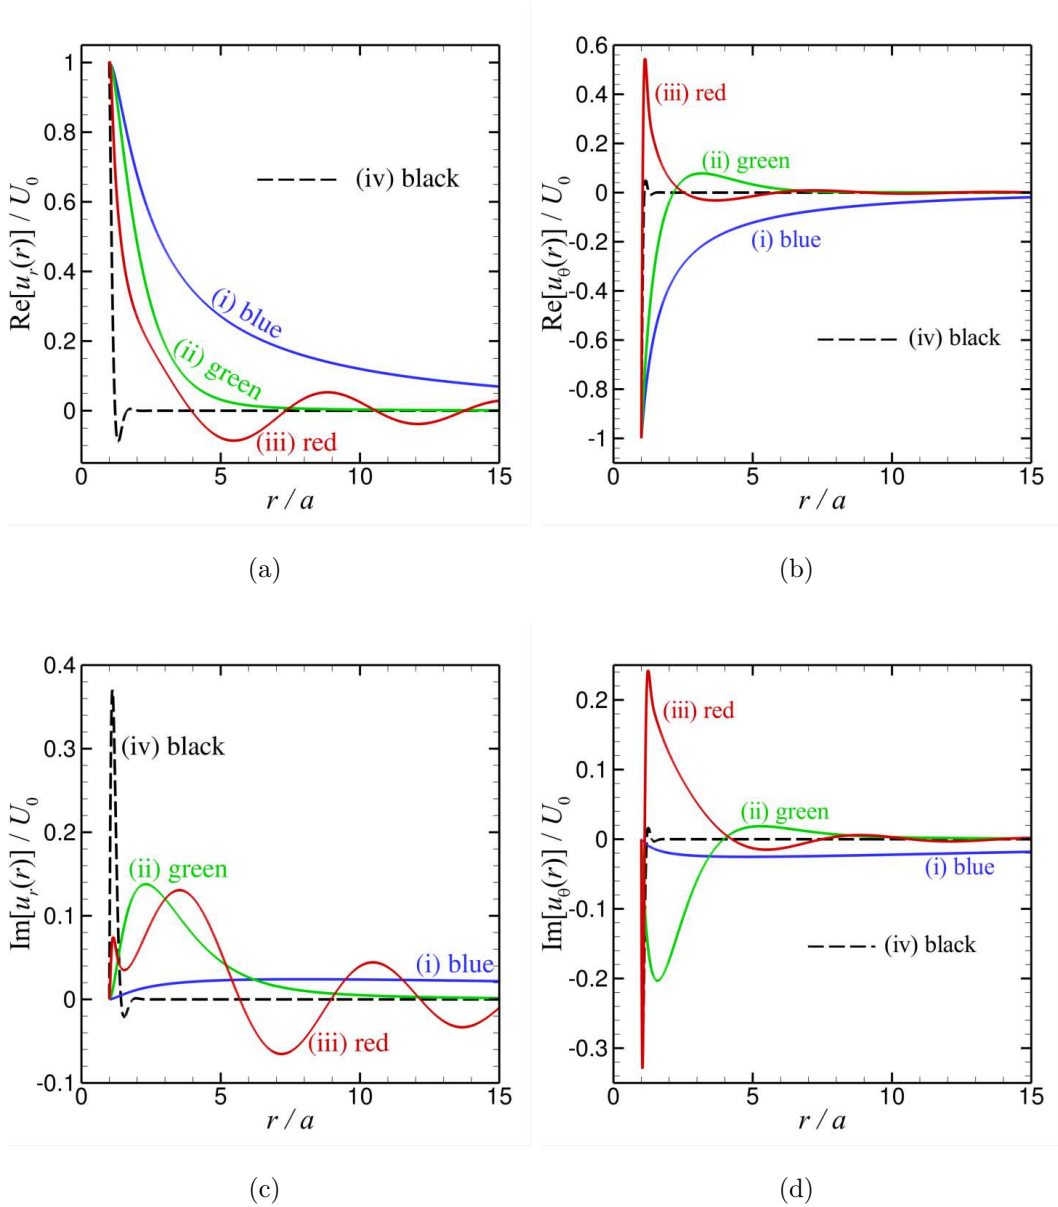 Re[u_r(r)] / U_0
1
0.8
0.6
0.4
0.2
0
(iv) black
(i) blue
(ii) green
(iii) red
0 5 10 15
r / a
(a)
Re[u_θ(r)] / U_0
0.6
0.4
0.2
0
-0.2
-0.4
-0.6
-0.8
-1
(iii) red
(ii) green
(i) blue
(iv) black
0 5 10 15
r / a
(b)
Im[u_r(r)] / U_0
0.4
0.3
0.2
0.1
0
-0.1
(iv) black
(ii) green
(i) blue
(iii) red
0 5 10 15
r / a
(c)
Im[u_θ(r)] / U_0
0.2
0.1
0
-0.1
-0.2
-0.3
(iii) red
(ii) green
(i) blue
(iv) black
0 5 10 15
r / a
(d)